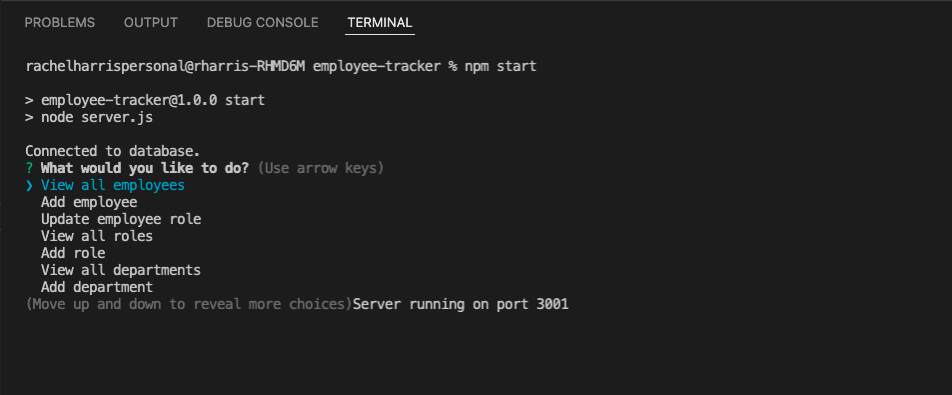 PROBLEMS OUTPUT DEBUG CONSOLE TERMINAL
rachelharrispersonal@rharris-RHMD6M employee-tracker % npm start
> employee-tracker@1.0.0 start
> node server.js
Connected to database.
? What would you like to do? (Use arrow keys)
❯ View all employees
Add employee
Update employee role
View all roles
Add role
View all departments
Add department
(Move up and down to reveal more choices)Server running on port 3001